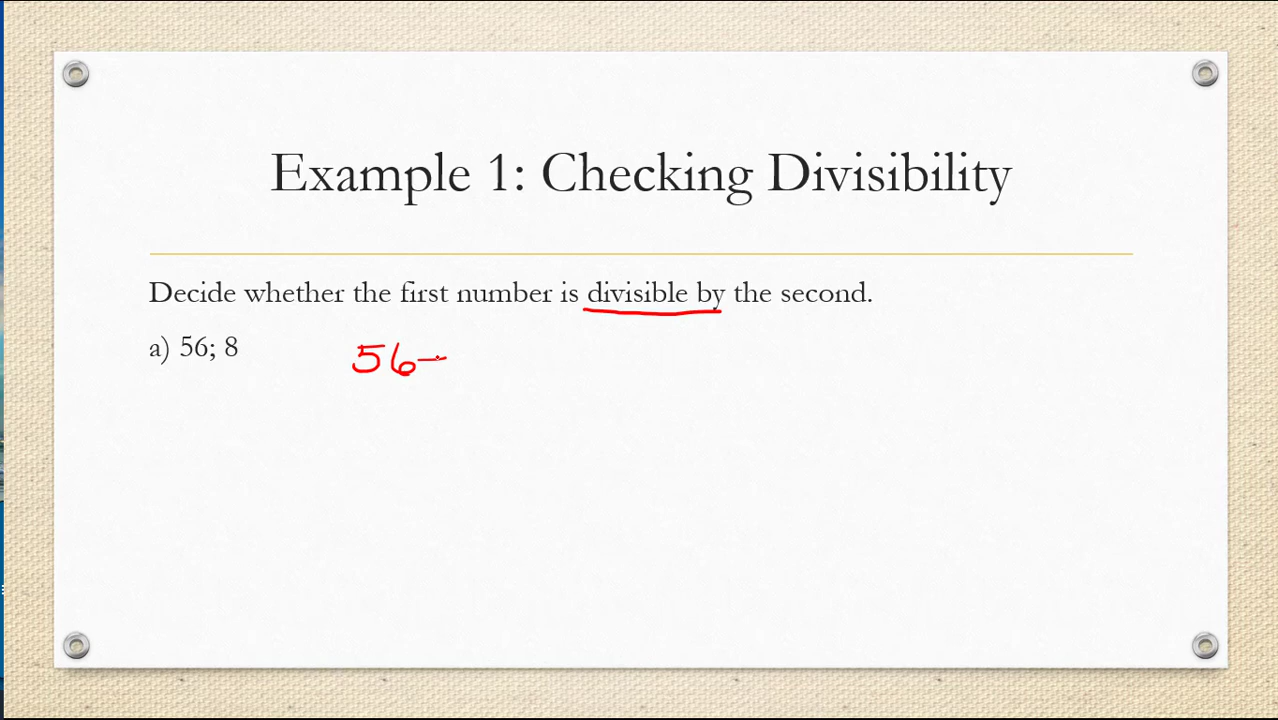 Example 1: Checking Divisibility
Decide whether the first number is divisible by the second.
a) 56; 8 56-